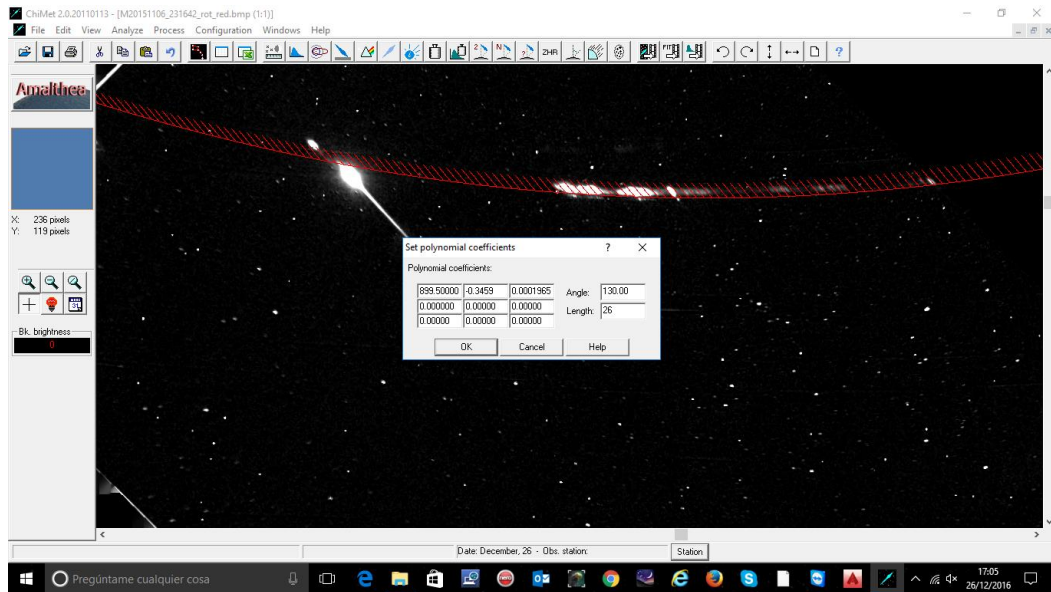 ChiMet 2.0.20110113 - [M20151106_231642_rot_red.bmp (1:1)]
File Edit View Analyze Process Configuration Windows Help
2 N ? ZHR ?
Amalthea
X: 236 pixels
Y: 119 pixels
31
Bk. brightness
0
Set polynomial coefficients ?
Polynomial coefficients:
899.50000 -0.3459 0.0001965 Angle: 130.00
0.000000 0.00000 0.00000 Length: 26
0.00000 0.00000 0.00000
OK Cancel Help
Date: December, 26 - Obs. station: Station
Pregúntame cualquier cosa
17:05
26/12/2016